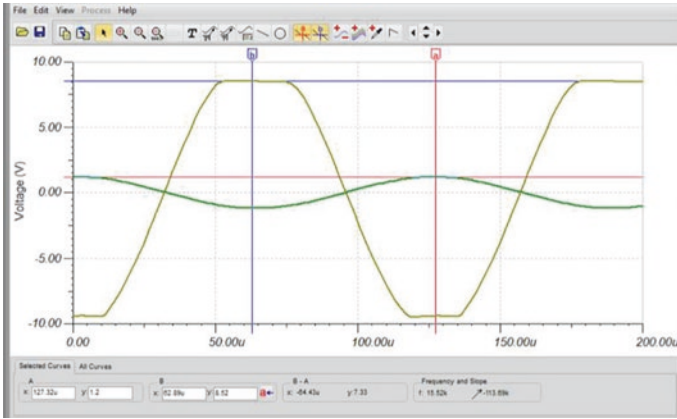 File Edit View Process Help
T
b
a
10.00
5.00
0.00
-5.00
-10.00
Voltage (V)
0.00 50.00u 100.00u 150.00u 200.00u
Selected Curves All Curves
A B B - A Frequency and Slope
x: 127.32u y: 1.2 x: 62.89u y: 8.52 a x: -64.43u y: 7.33 f: 15.52k -113.69k